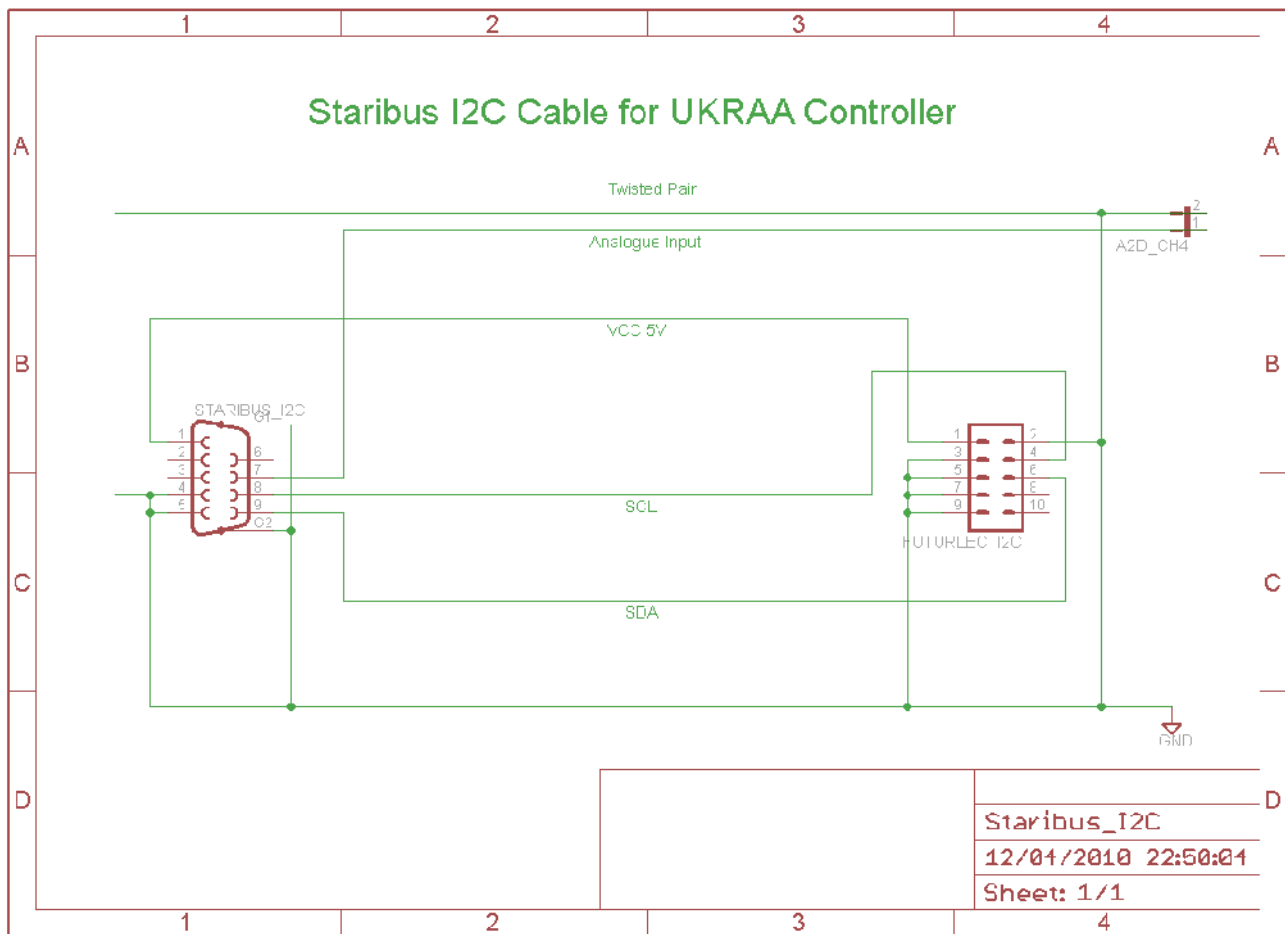 1 2 3 4
Staribus I2C Cable for UKRAA Controller
A A
Twisted Pair
2
1
Analogue Input
A2D_CH4
VCC 5V
B B
STARIBUS_I2C
G1
1
2 6
3 7
4 8
5 9
G2
1 2
3 4
5 6
7 8
9 10
SCL
FUTURLEC_I2C
C C
SDA
GND
D D
Staribus_I2C
12/04/2010 22:50:04
Sheet: 1/1
1 2 3 4